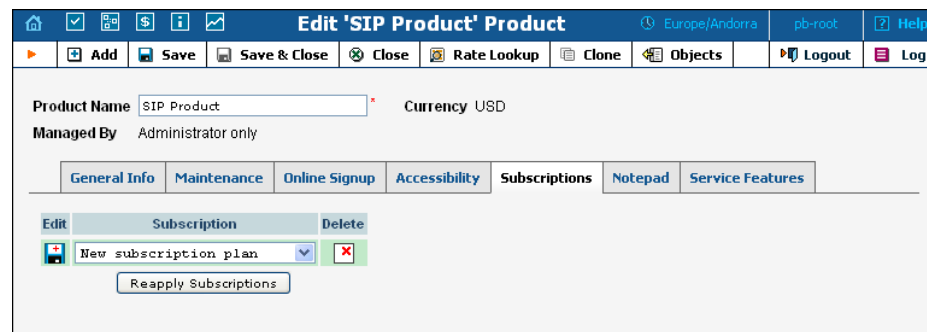 Edit 'SIP Product' Product Europe/Andorra pb-root ? Help
Add Save Save & Close Close Rate Lookup Clone Objects Logout Log
Product Name SIP Product * Currency USD
Managed By Administrator only
General Info Maintenance Online Signup Accessibility Subscriptions Notepad Service Features
Edit Subscription Delete
New subscription plan
Reapply Subscriptions